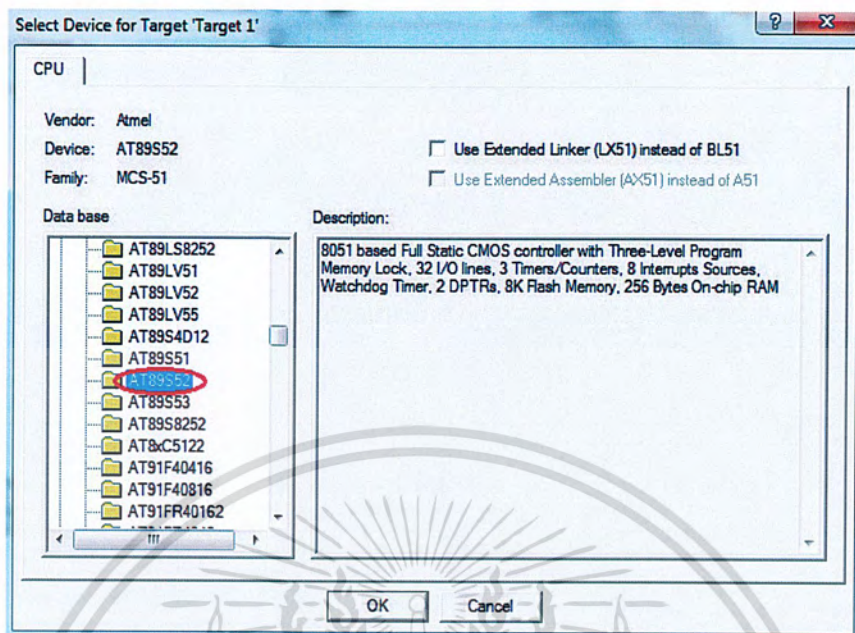 Select Device for Target 'Target 1'
CPU
Vendor: Atmel
Device: AT89S52
Family: MCS-51
Use Extended Linker (LX51) instead of BL51
Use Extended Assembler (AX51) instead of A51
Data base
AT89LS8252
AT89LV51
AT89LV52
AT89LV55
AT89S4D12
AT89S51
AT89S52
AT89S53
AT89S8252
AT8xC5122
AT91F40416
AT91F40816
AT91FR40162
Description:
8051 based Full Static CMOS controller with Three-Level Program
Memory Lock, 32 I/O lines, 3 Timers/Counters, 8 Interrupts Sources,
Watchdog Timer, 2 DPTRs, 8K Flash Memory, 256 Bytes On-chip RAM
OK
Cancel